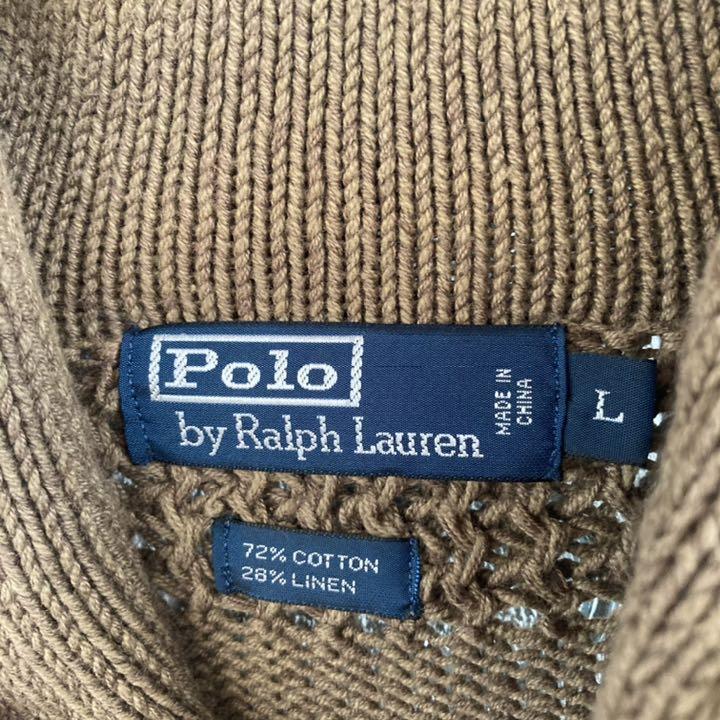 Polo
by Ralph Lauren
MADE IN
CHINA
L
72% COTTON
28% LINEN